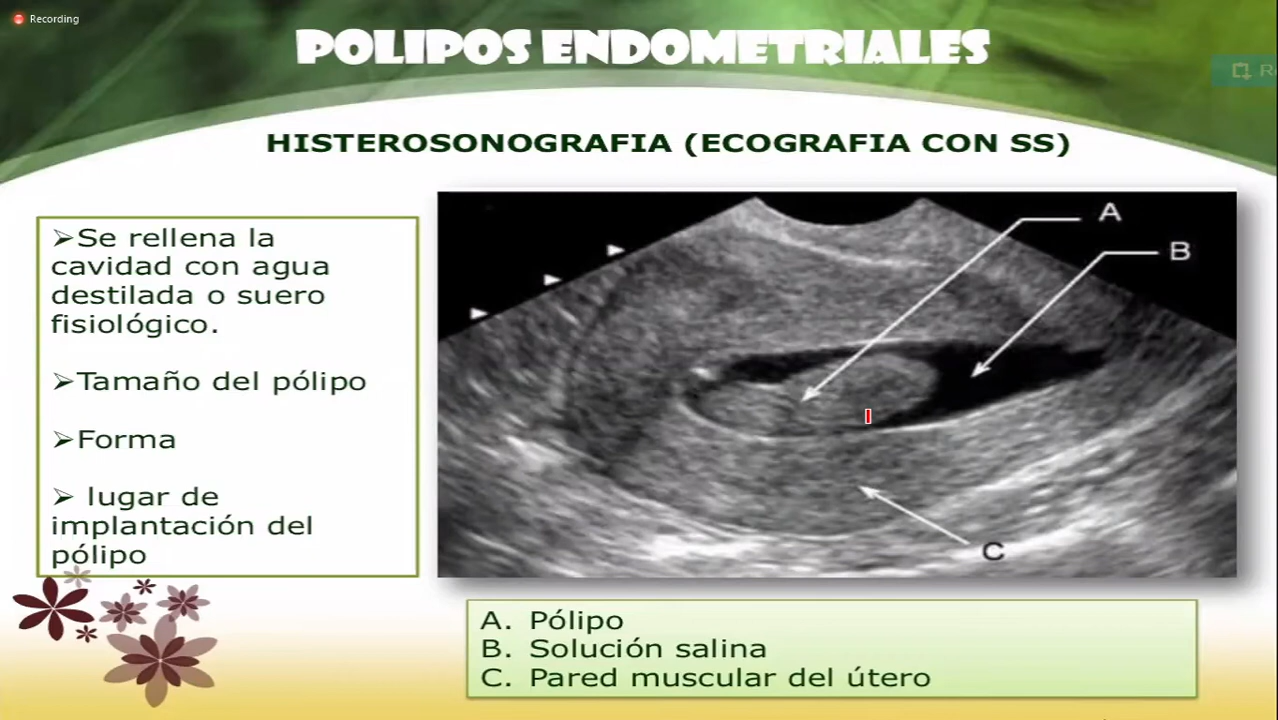 Recording
POLIPOS ENDOMETRIALES
HISTEROSONOGRAFIA (ECOGRAFIA CON SS)
➢Se rellena la
cavidad con agua
destilada o suero
fisiológico.
➢Tamaño del pólipo
➢Forma
➢ lugar de
implantación del
pólipo
A
B
C
A. Pólipo
B. Solución salina
C. Pared muscular del útero